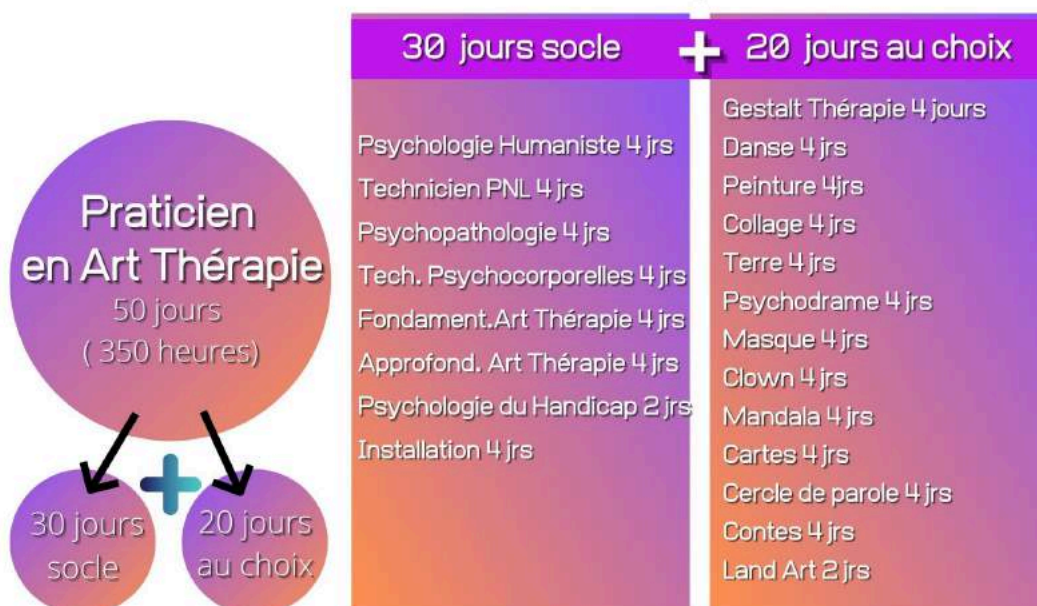 Praticien
en Art Thérapie
50 jours
( 350 heures)
30 jours
socle
20 jours
au choix
30 jours socle + 20 jours au choix
Psychologie Humaniste 4 jrs
Technicien PNL 4 jrs
Psychopathologie 4 jrs
Tech. Psychocorporelles 4 jrs
Fondament.Art Thérapie 4 jrs
Approfond. Art Thérapie 4 jrs
Psychologie du Handicap 2 jrs
Installation 4 jrs
Gestalt Thérapie 4 jours
Danse 4 jrs
Peinture 4jrs
Collage 4 jrs
Terre 4 jrs
Psychodrame 4 jrs
Masque 4 jrs
Clown 4 jrs
Mandala 4 jrs
Cartes 4 jrs
Cercle de parole 4 jrs
Contes 4 jrs
Land Art 2 jrs